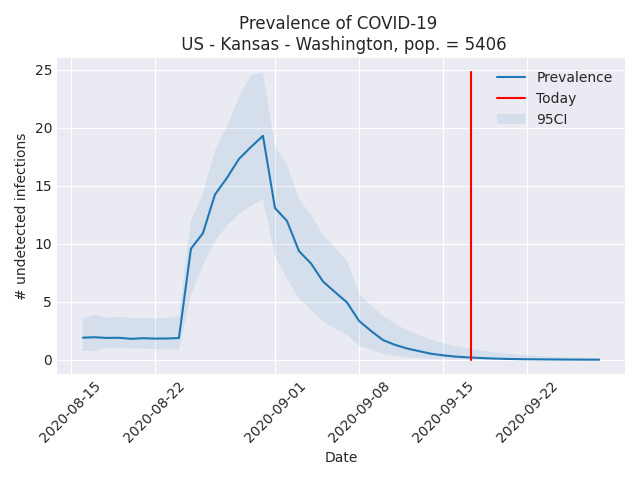 Prevalence of COVID-19
US - Kansas - Washington, pop. = 5406
25
20
15
10
5
0
# undetected infections
Prevalence
Today
95CI
2020-08-15
2020-08-22
2020-09-01
2020-09-08
2020-09-15
2020-09-22
Date